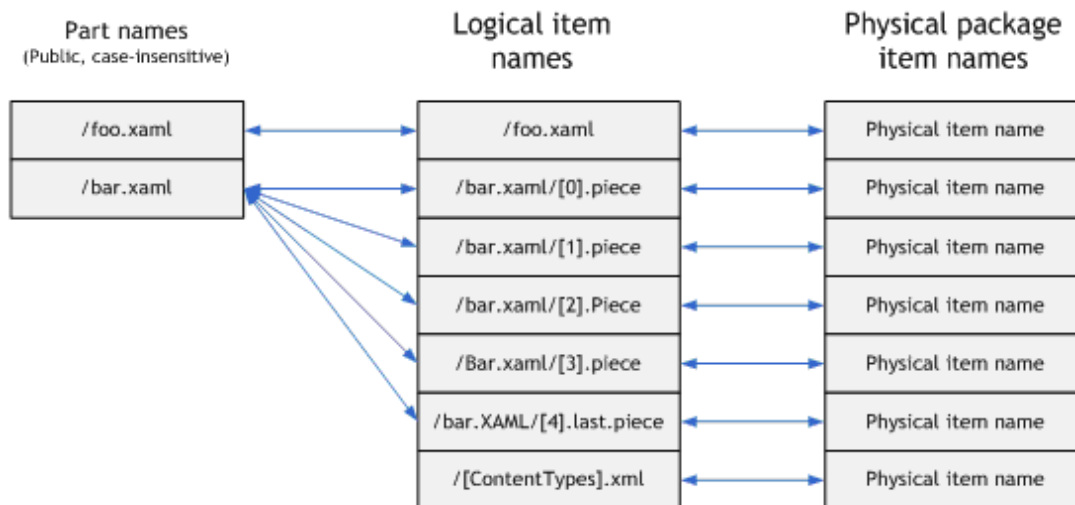 Part names
(Public, case-insensitive)
Logical item
names
Physical package
item names
/foo.xaml
/foo.xaml
Physical item name
/bar.xaml
/bar.xaml/[0].piece
Physical item name
/bar.xaml/[1].piece
Physical item name
/bar.xaml/[2].Piece
Physical item name
/Bar.xaml/[3].piece
Physical item name
/bar.XAML/[4].last.piece
Physical item name
/[ContentTypes].xml
Physical item name